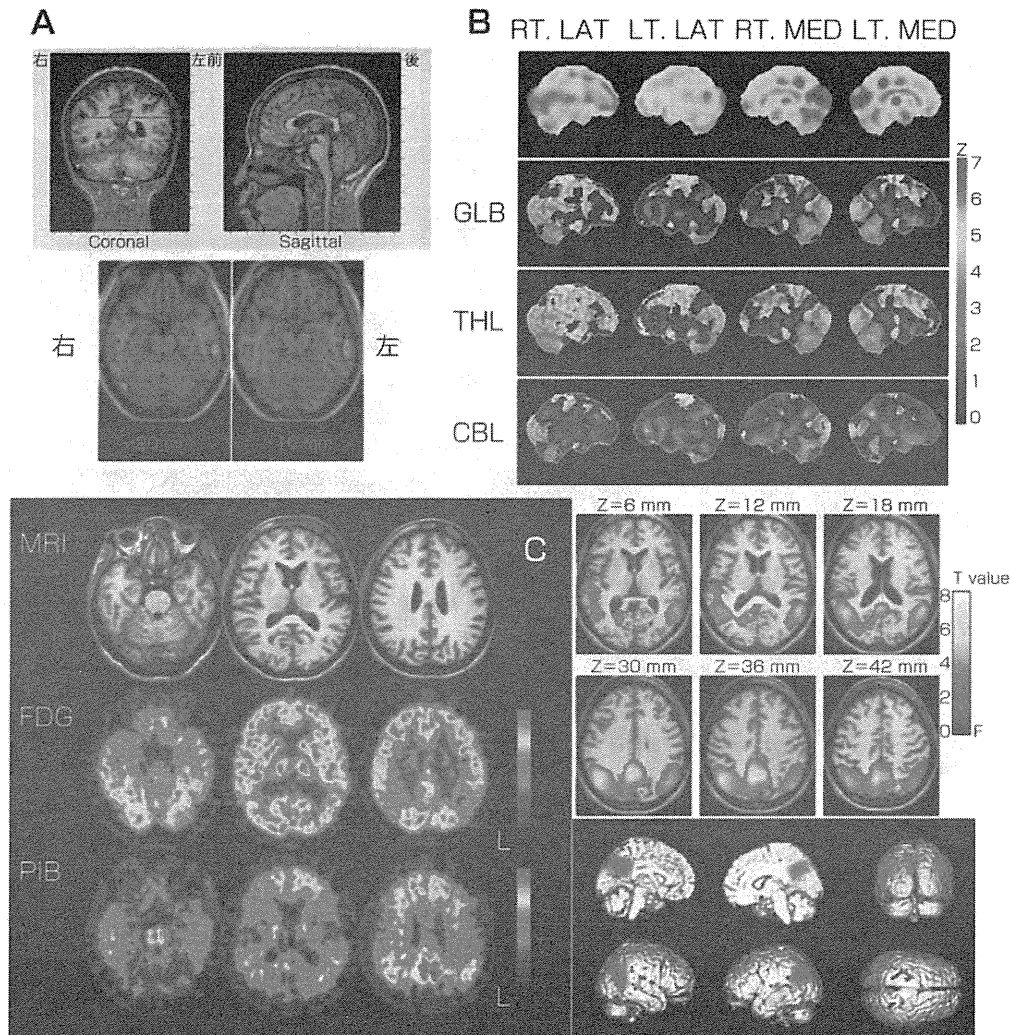 A
右
左前
後
Coronal
Sagittal
右
左
B
RT. LAT LT. LAT RT. MED LT. MED
GLB
THL
CBL
Z
7
6
5
4
3
2
1
0
MRI
FDG
L
PiB
L
C
Z=6 mm
Z=12 mm
Z=18 mm
Z=30 mm
Z=36 mm
Z=42 mm
T value
8
6
4
2
0
F